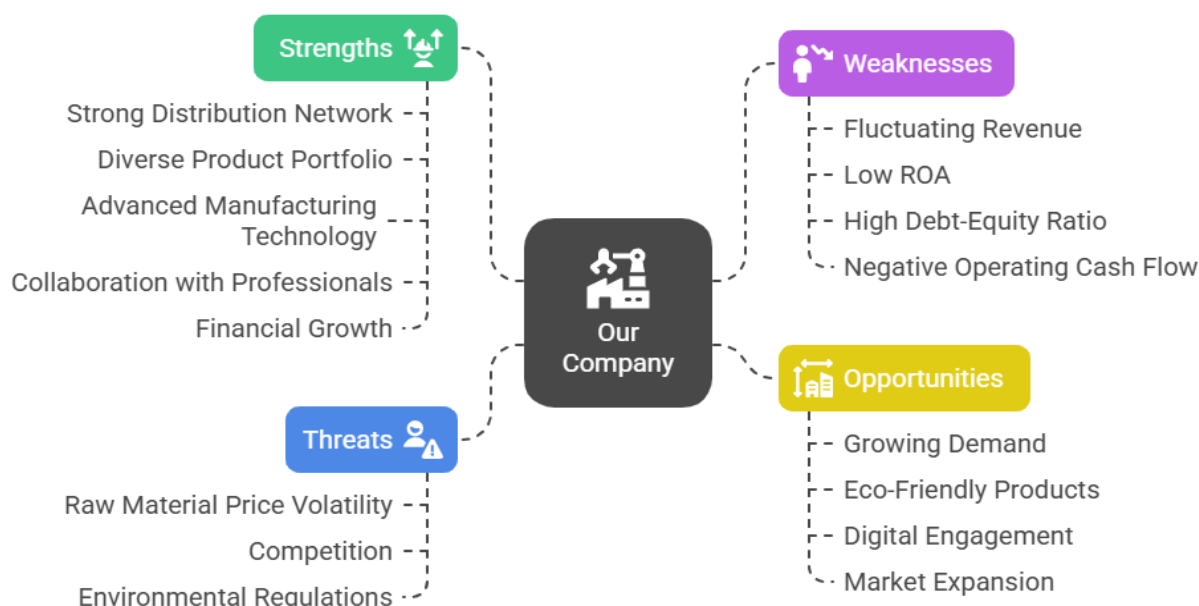 Strengths
Strong Distribution Network
Diverse Product Portfolio
Advanced Manufacturing
Technology
Collaboration with Professionals
Financial Growth
Threats
Raw Material Price Volatility
Competition
Environmental Regulations
Our
Company
Weaknesses
Fluctuating Revenue
Low ROA
High Debt-Equity Ratio
Negative Operating Cash Flow
Opportunities
Growing Demand
Eco-Friendly Products
Digital Engagement
Market Expansion